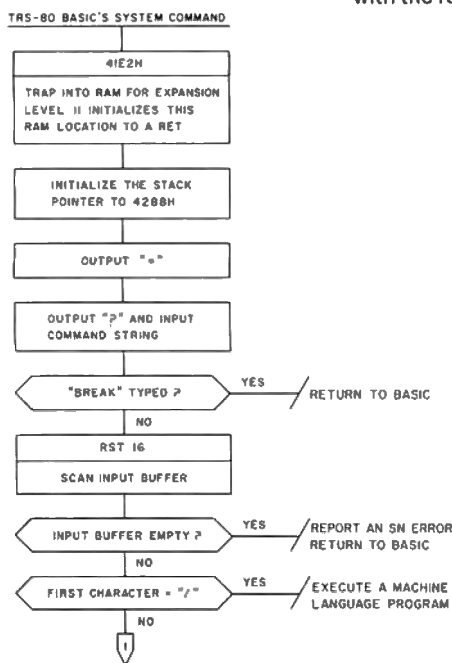 with the r
TRS-80 BASIC'S SYSTEM COMMAND
41E2H
TRAP INTO RAM FOR EXPANSION
LEVEL II INITIALIZES THIS
RAM LOCATION TO A RET
INITIALIZE THE STACK
POINTER TO 4288H
OUTPUT "*"
OUTPUT "?" AND INPUT
COMMAND STRING
"BREAK" TYPED ?
YES
RETURN TO BASIC
NO
RST 16
SCAN INPUT BUFFER
INPUT BUFFER EMPTY ?
YES
REPORT AN SN ERROR
RETURN TO BASIC
NO
FIRST CHARACTER = "/"
YES
EXECUTE A MACHINE
LANGUAGE PROGRAM
NO
1